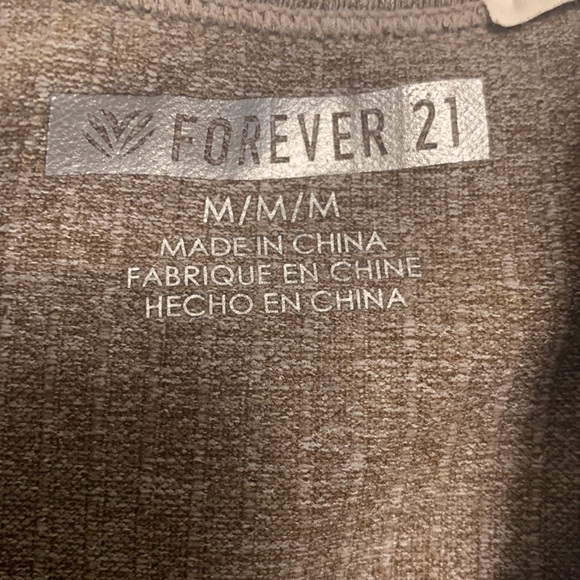 FOREVER 21
M/M/M
MADE IN CHINA
FABRIQUE EN CHINE
HECHO EN CHINA